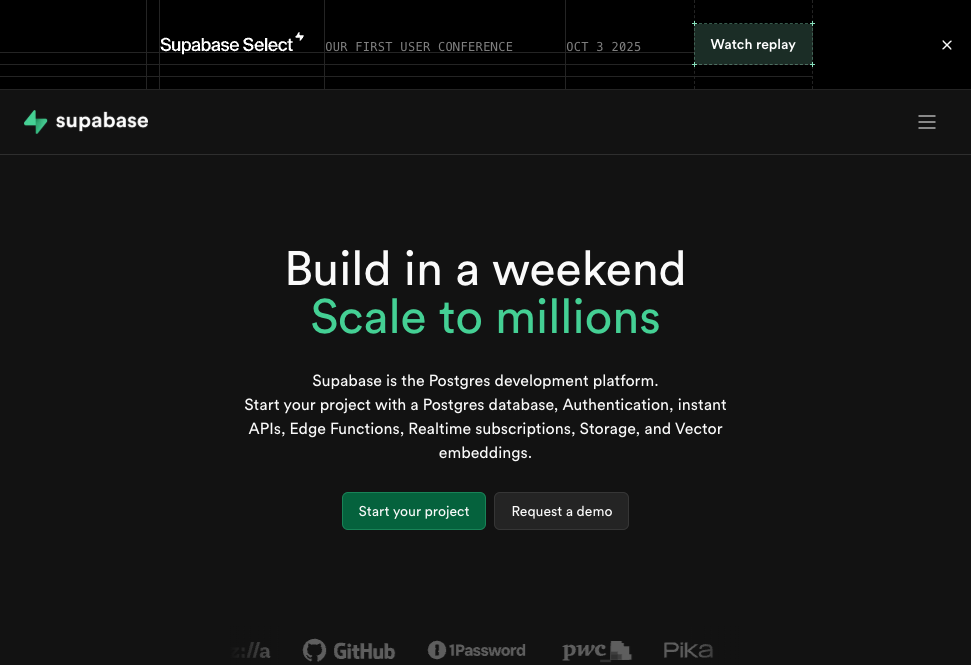 Supabase Select
OUR FIRST USER CONFERENCE
OCT 3 2025
Watch replay
supabase
Build in a weekend
Scale to millions
Supabase is the Postgres development platform.
Start your project with a Postgres database, Authentication, instant
APIs, Edge Functions, Realtime subscriptions, Storage, and Vector
embeddings.
Start your project
Request a demo
GitHub
1Password
pwc
Pika